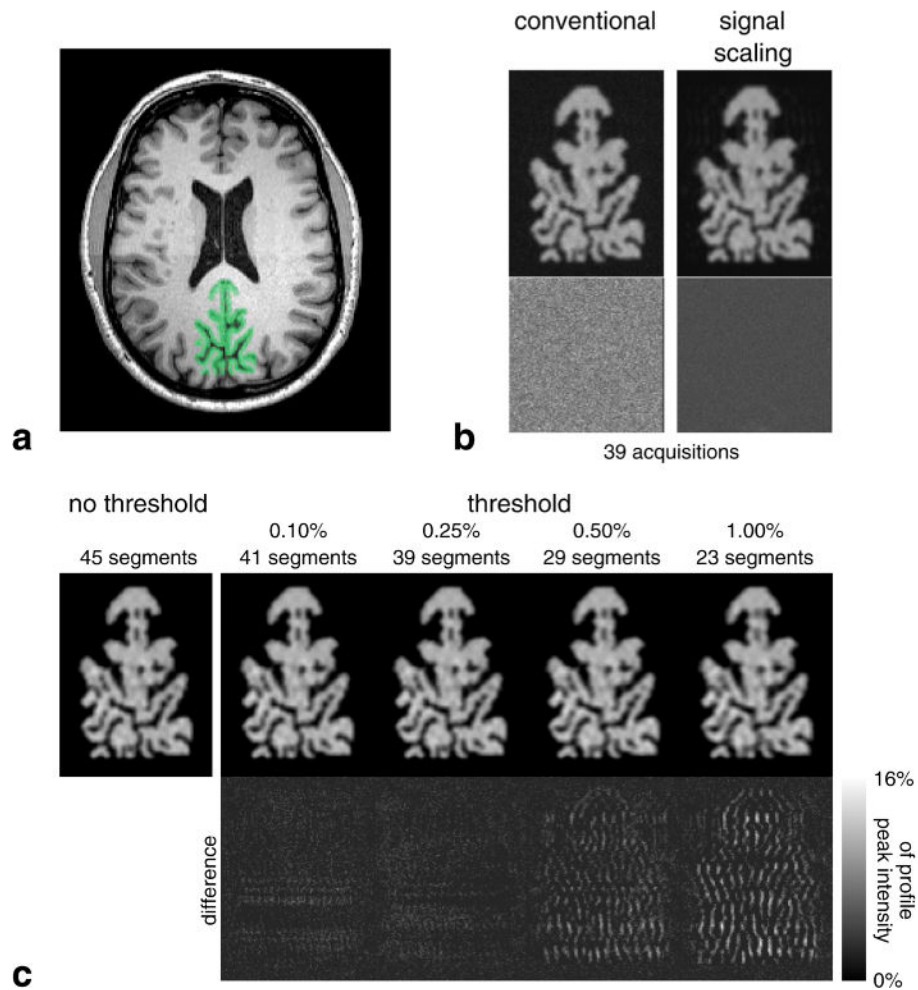 conventional
signal
scaling
a
b
39 acquisitions
no threshold
threshold
45 segments
0.10%
41 segments
0.25%
39 segments
0.50%
29 segments
1.00%
23 segments
difference
16%
of profile
peak intensity
0%
c